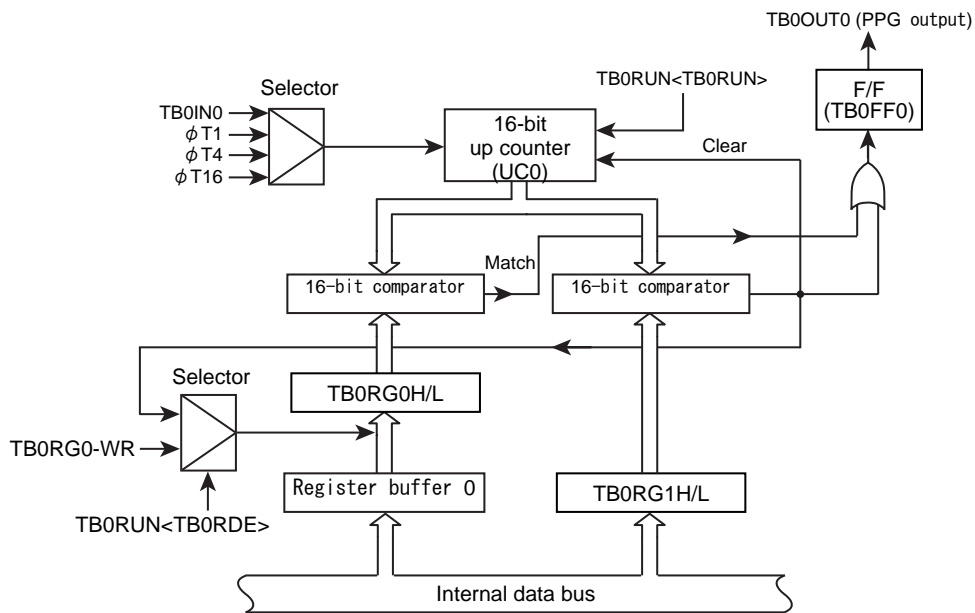 TB0OUT0 (PPG output)
F/F
(TB0FF0)
TB0RUN<TB0RUN>
Selector
TB0IN0
ϕT1
ϕT4
ϕT16
16-bit
up counter
(UC0)
Clear
Match
16-bit comparator
16-bit comparator
Selector
TB0RG0H/L
TB0RG0-WR
Register buffer 0
TB0RG1H/L
TB0RUN<TB0RDE>
Internal data bus